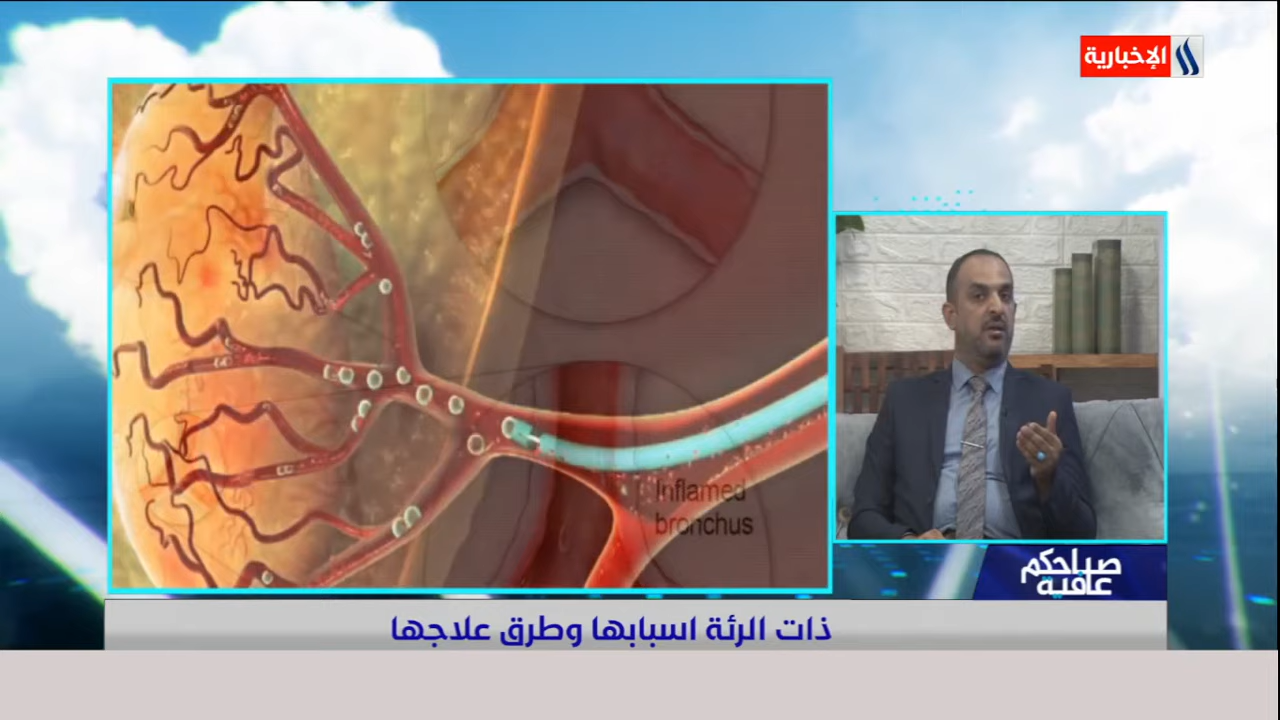 الإخبارية
Inflamed
bronchus
صباحكم
عافية
ذات الرئة اسبابها وطرق علاجها